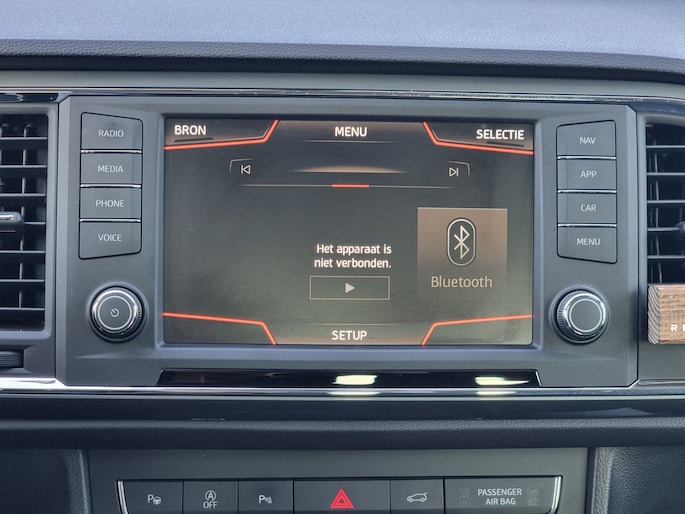 RADIO
MEDIA
PHONE
VOICE
BRON
MENU
SELECTIE
Het apparaat is
niet verbonden.
Bluetooth
SETUP
NAV
APP
CAR
MENU
R E
P
A
OFF
P
PASSENGER
AIR BAG